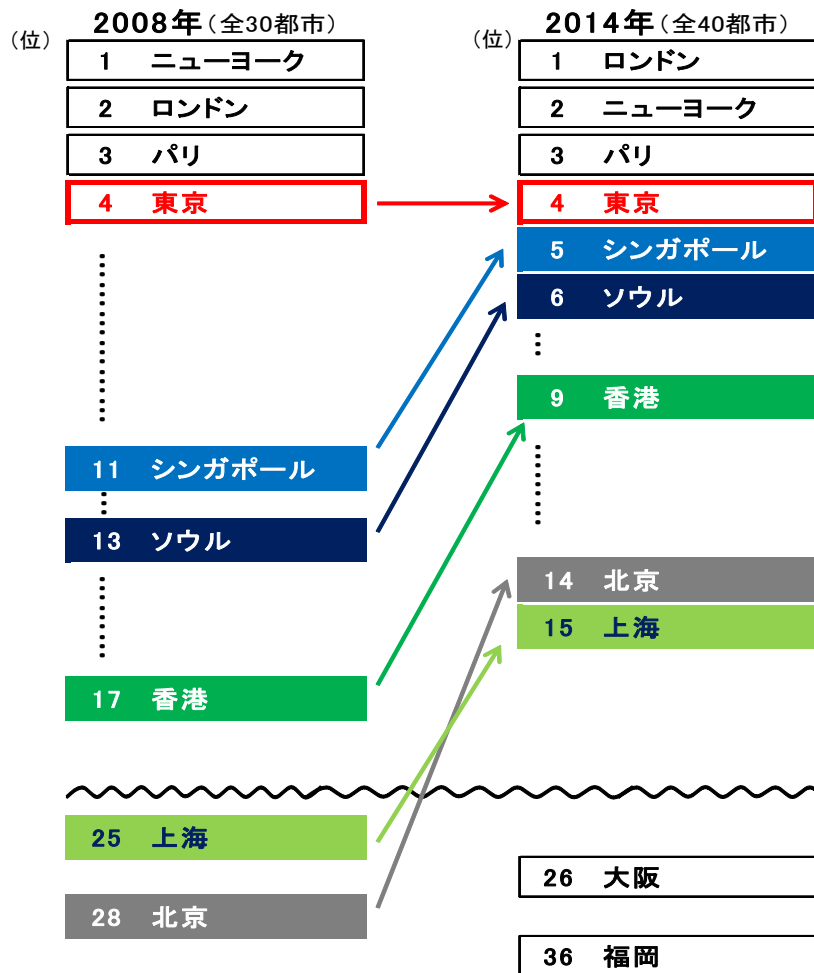 2008年(全30都市)
(位)
1 ニューヨーク
2 ロンドン
3 パリ
4 東京
11 シンガポール
13 ソウル
17 香港
25 上海
28 北京
2014年(全40都市)
(位)
1 ロンドン
2 ニューヨーク
3 パリ
4 東京
5 シンガポール
6 ソウル
9 香港
14 北京
15 上海
26 大阪
36 福岡